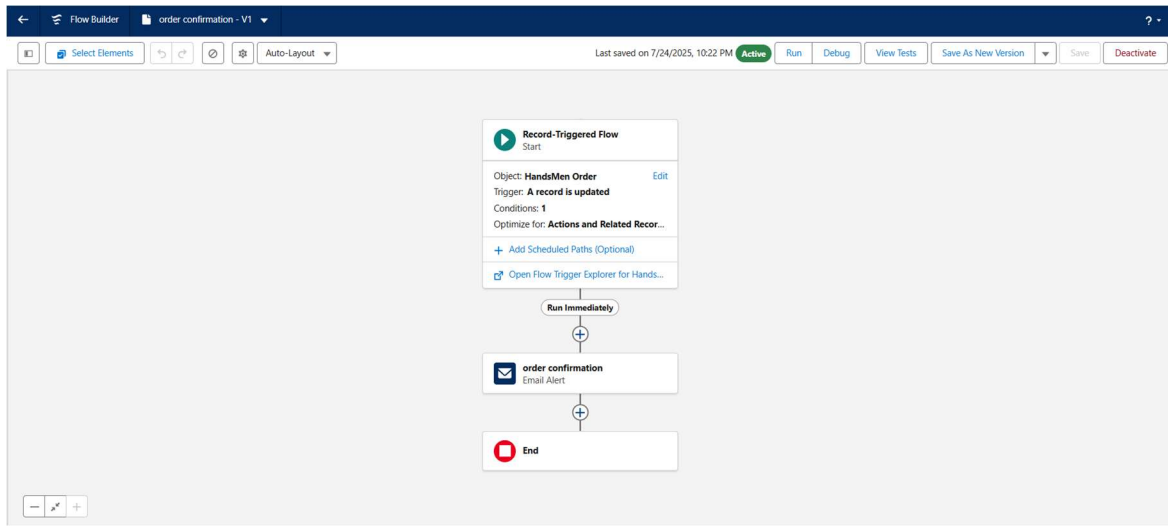 Flow Builder
order confirmation - V1
?
Select Elements
Auto-Layout
Last saved on 7/24/2025, 10:22 PM
Active
Run
Debug
View Tests
Save As New Version
Save
Deactivate
Record-Triggered Flow
Start
Object: HandsMen Order
Edit
Trigger: A record is updated
Conditions: 1
Optimize for: Actions and Related Recor...
+ Add Scheduled Paths (Optional)
Open Flow Trigger Explorer for Hands...
Run Immediately
order confirmation
Email Alert
End